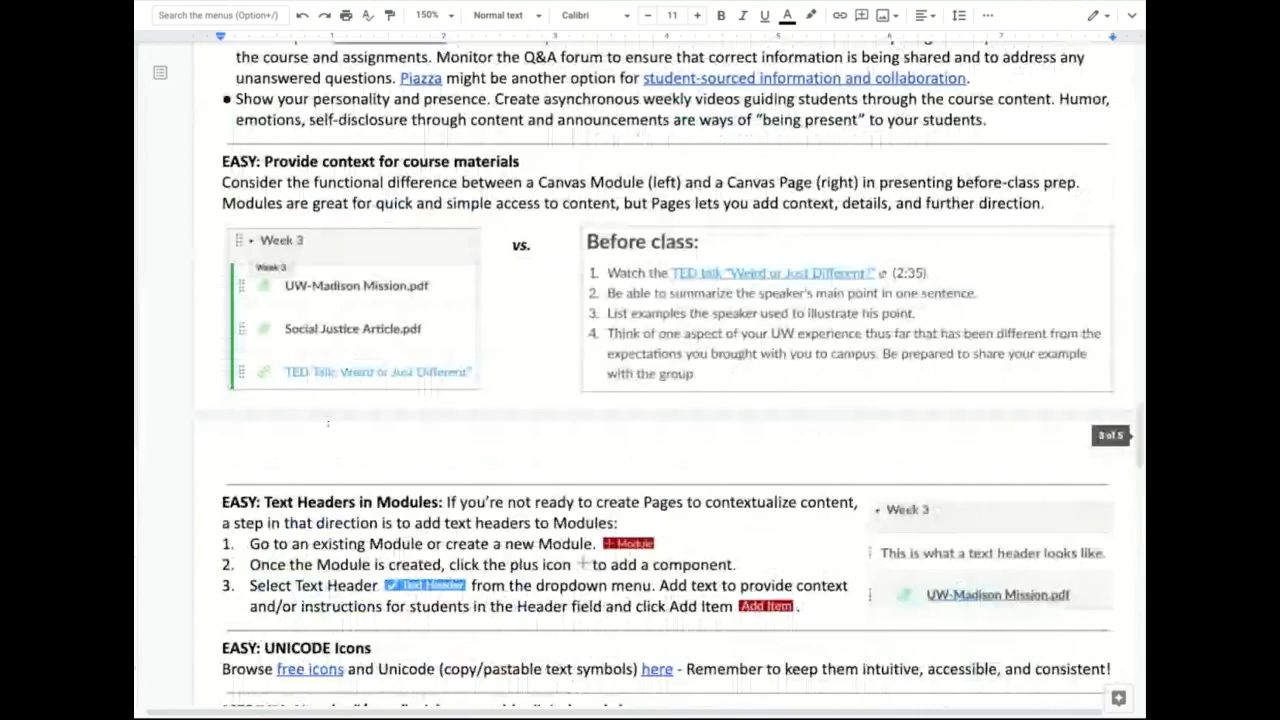 Search the menus (Option+/)
150%
Normal text
Calibri
11
B I U A
1 2 3 4 5 6 7
the course and assignments. Monitor the Q&A forum to ensure that correct information is being shared and to address any
unanswered questions. Piazza might be another option for student-sourced information and collaboration.
● Show your personality and presence. Create asynchronous weekly videos guiding students through the course content. Humor,
emotions, self-disclosure through content and announcements are ways of “being present” to your students.
EASY: Provide context for course materials
Consider the functional difference between a Canvas Module (left) and a Canvas Page (right) in presenting before-class prep.
Modules are great for quick and simple access to content, but Pages lets you add context, details, and further direction.
Week 3
Week 3
UW-Madison Mission.pdf
Social Justice Article.pdf
TED Talk: Weird or Just Different"
vs.
Before class:
1. Watch the TED talk "Weird or Just Different?" (2:35)
2. Be able to summarize the speaker's main point in one sentence.
3. List examples the speaker used to illustrate his point.
4. Think of one aspect of your UW experience thus far that has been different from the
expectations you brought with you to campus. Be prepared to share your example
with the group
3 of 5
EASY: Text Headers in Modules: If you’re not ready to create Pages to contextualize content,
a step in that direction is to add text headers to Modules:
1. Go to an existing Module or create a new Module. + Module
2. Once the Module is created, click the plus icon + to add a component.
3. Select Text Header ✓ Text Header from the dropdown menu. Add text to provide context
and/or instructions for students in the Header field and click Add Item Add Item .
Week 3
This is what a text header looks like.
UW-Madison Mission.pdf
EASY: UNICODE Icons
Browse free icons and Unicode (copy/pastable text symbols) here - Remember to keep them intuitive, accessible, and consistent!